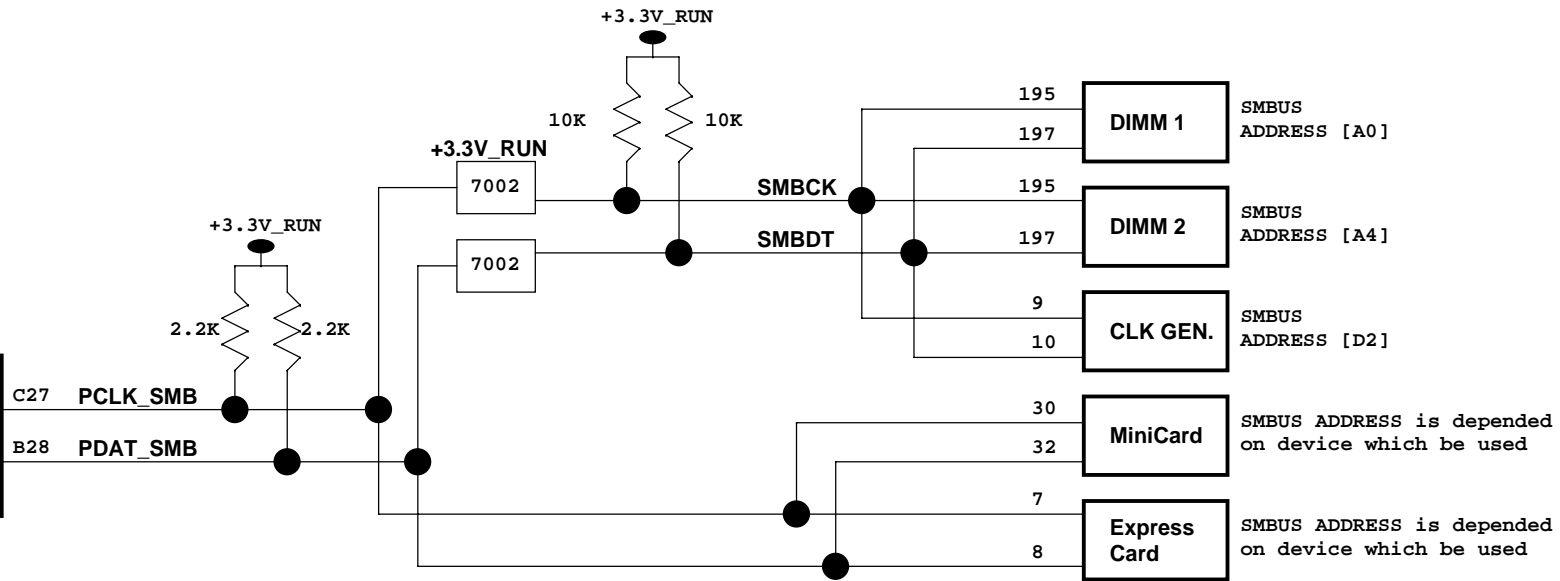 +3.3V_RUN
10K
10K
+3.3V_RUN
7002
7002
SMBCK
SMBDT
195
197
DIMM 1
SMBUS
ADDRESS [A0]
195
197
DIMM 2
SMBUS
ADDRESS [A4]
9
10
CLK GEN.
SMBUS
ADDRESS [D2]
+3.3V_RUN
2.2K
2.2K
C27
PCLK_SMB
B28
PDAT_SMB
30
32
MiniCard
SMBUS ADDRESS is depended
on device which be used
7
8
Express
Card
SMBUS ADDRESS is depended
on device which be used